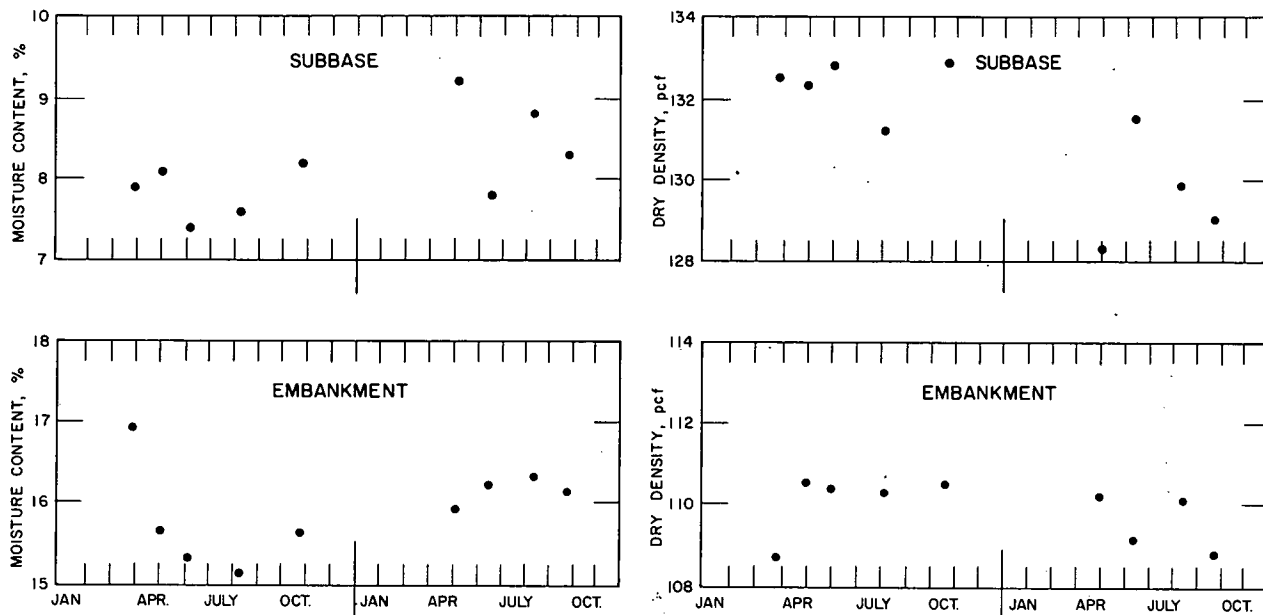 10
9
8
7
MOISTURE CONTENT, %
SUBBASE
134
132
130
128
DRY DENSITY, pcf
SUBBASE
18
17
16
15
MOISTURE CONTENT, %
EMBANKMENT
JAN APR. JULY OCT. JAN APR. JULY OCT.
114
112
110
108
DRY DENSITY, pcf
EMBANKMENT
JAN APR JULY OCT. JAN APR. JULY OCT.